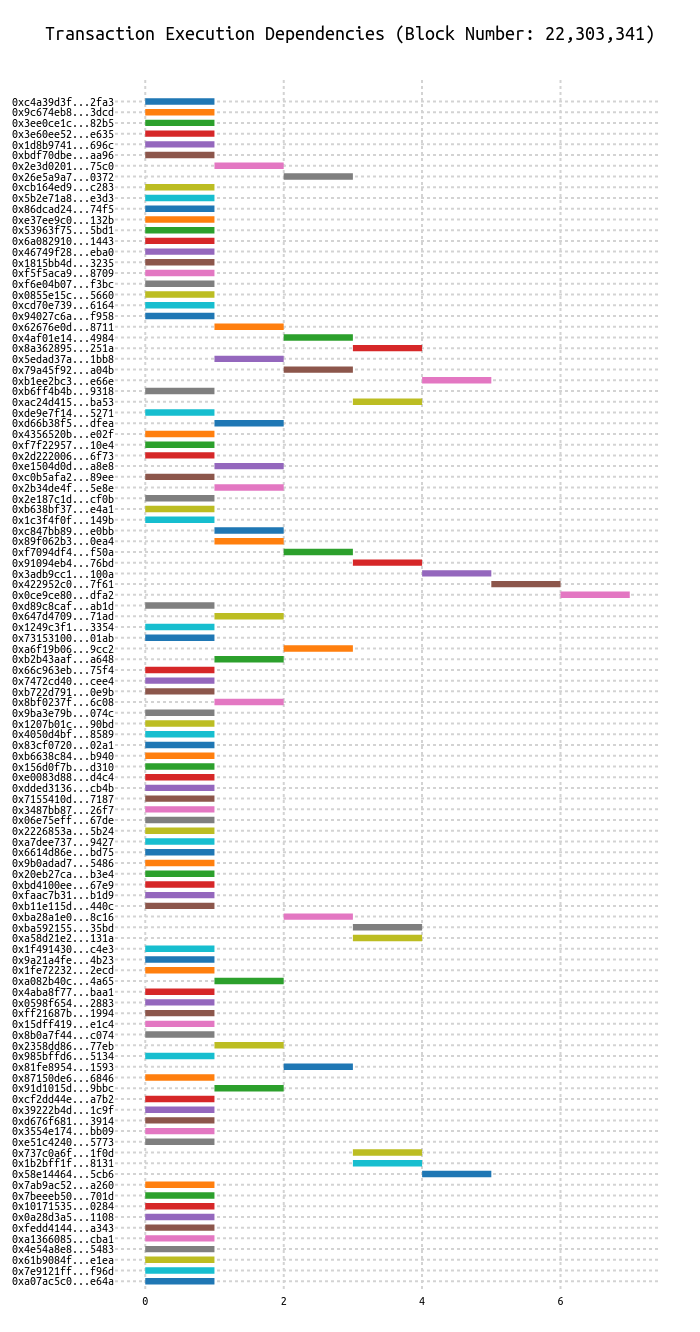 Transaction Execution Dependencies (Block Number: 22,303,341)
0xc4a39d3f...2fa3
0x9c674eb8...3dcd
0x3ee0ce1c...82b5
0x3e60ee52...e635
0x1d8b9741...696c
0xbdf70dbe...aa96
0x2e3d0201...75c0
0x26e5a9a7...0372
0xcb164ed9...c283
0x5b2e71a8...e3d3
0x86dcad24...74f5
0xe37ee9c0...132b
0x53963f75...5bd1
0x6a082910...1443
0x46749f28...eba0
0x1815bb4d...3235
0xf5f5aca9...8709
0xf6e04b07...f3bc
0x0855e15c...5660
0xcd70e739...6164
0x94027c6a...f958
0x62676e0d...8711
0x4af01e14...4984
0x8a362895...251a
0x5edad37a...1bb8
0x79a45f92...a04b
0xb1ee2bc3...e66e
0xb6ff4b4b...9318
0xac24d415...ba53
0xde9e7f14...5271
0xd66b38f5...dfea
0x4356520b...e02f
0xf7f22957...10e4
0x2d222006...6f73
0xe1504d0d...a8e8
0xc0b5afa2...89ee
0x2b34de4f...5e8e
0x2e187c1d...cf0b
0xb638bf37...e4a1
0x1c3f4f0f...149b
0xc847bb89...e0bb
0x89f062b3...0ea4
0xf7094df4...f50a
0x91094eb4...76bd
0x3adb9cc1...100a
0x422952c0...7f61
0x0ce9ce80...dfa2
0xd89c8caf...ab1d
0x647d4709...71ad
0x1249c3f1...3354
0x73153100...01ab
0xa6f19b06...9cc2
0xb2b43aaf...a648
0x66c963eb...75f4
0x7472cd40...cee4
0xb722d791...0e9b
0x8bf0237f...6c08
0x9ba3e79b...074c
0x1207b01c...90bd
0x4050d4bf...8589
0x83cf0720...02a1
0xb6638c84...b940
0x156d0f7b...d310
0xe0083d88...d4c4
0xdded3136...cb4b
0x7155410d...7187
0x3487bb87...26f7
0x06e75eff...67de
0x2226853a...5b24
0xa7dee737...9427
0x6614d86e...bd75
0x9b0adad7...5486
0x20eb27ca...b3e4
0xbd4100ee...67e9
0xfaac7b31...b1d9
0xb11e115d...440c
0xba28a1e0...8c16
0xba592155...35bd
0xa58d21e2...131a
0x1f491430...c4e3
0x9a21a4fe...4b23
0x1fe72232...2ecd
0xa082b40c...4a65
0x4aba8f77...baa1
0x0598f654...2883
0xff21687b...1994
0x15dff419...e1c4
0x8b0a7f44...c074
0x2358dd86...77eb
0x985bffd6...5134
0x81fe8954...1593
0x87150de6...6846
0x91d1015d...9bbc
0xcf2dd44e...a7b2
0x39222b4d...1c9f
0xd676f681...3914
0x3554e174...bb09
0xe51c4240...5773
0x737c0a6f...1f0d
0x1b2bff1f...8131
0x58e14464...5cb6
0x7ab9ac52...a260
0x7beeeb50...701d
0x10171535...0284
0x0a28d3a5...1108
0xfedd4144...a343
0xa1366085...cba1
0x4e54a8e8...5483
0x61b9084f...e1ea
0x7e9121ff...f96d
0xa07ac5c0...e64a
0 2 4 6